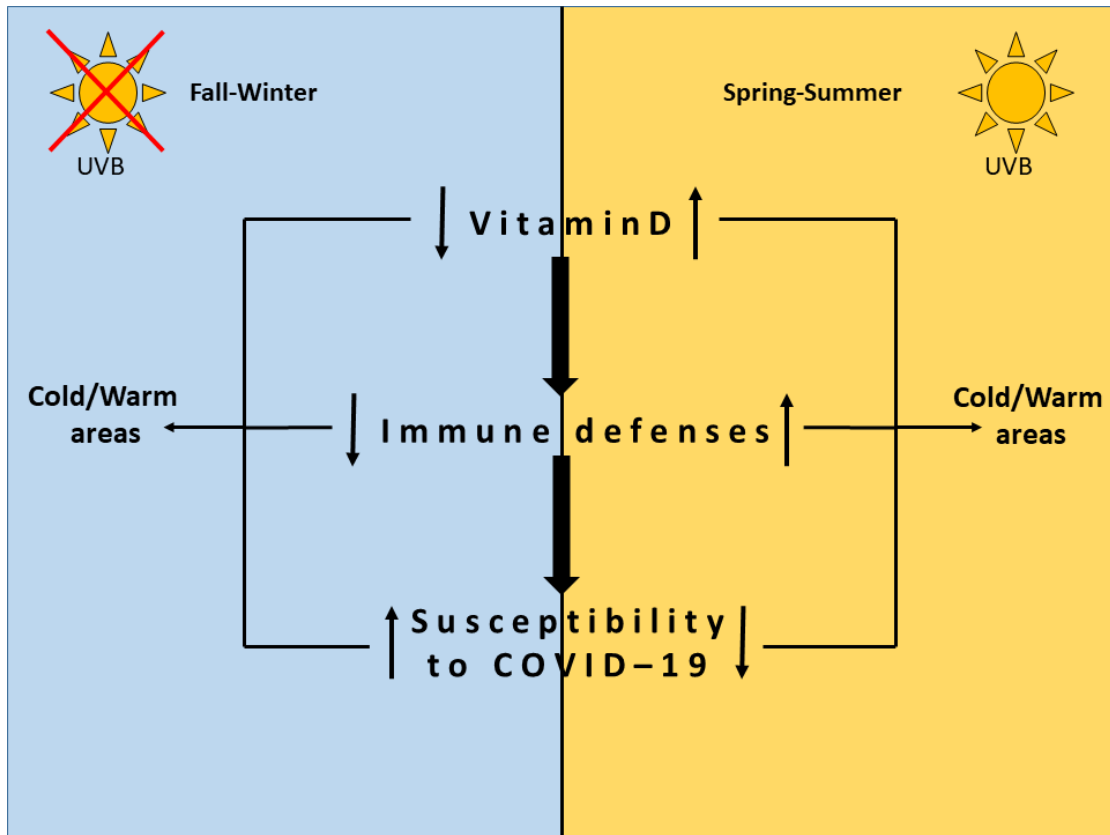 Fall-Winter
Spring-Summer
UVB
UVB
VitaminD
Cold/Warm
areas
Immune defenses
Cold/Warm
areas
Susceptibility
to COVID–19